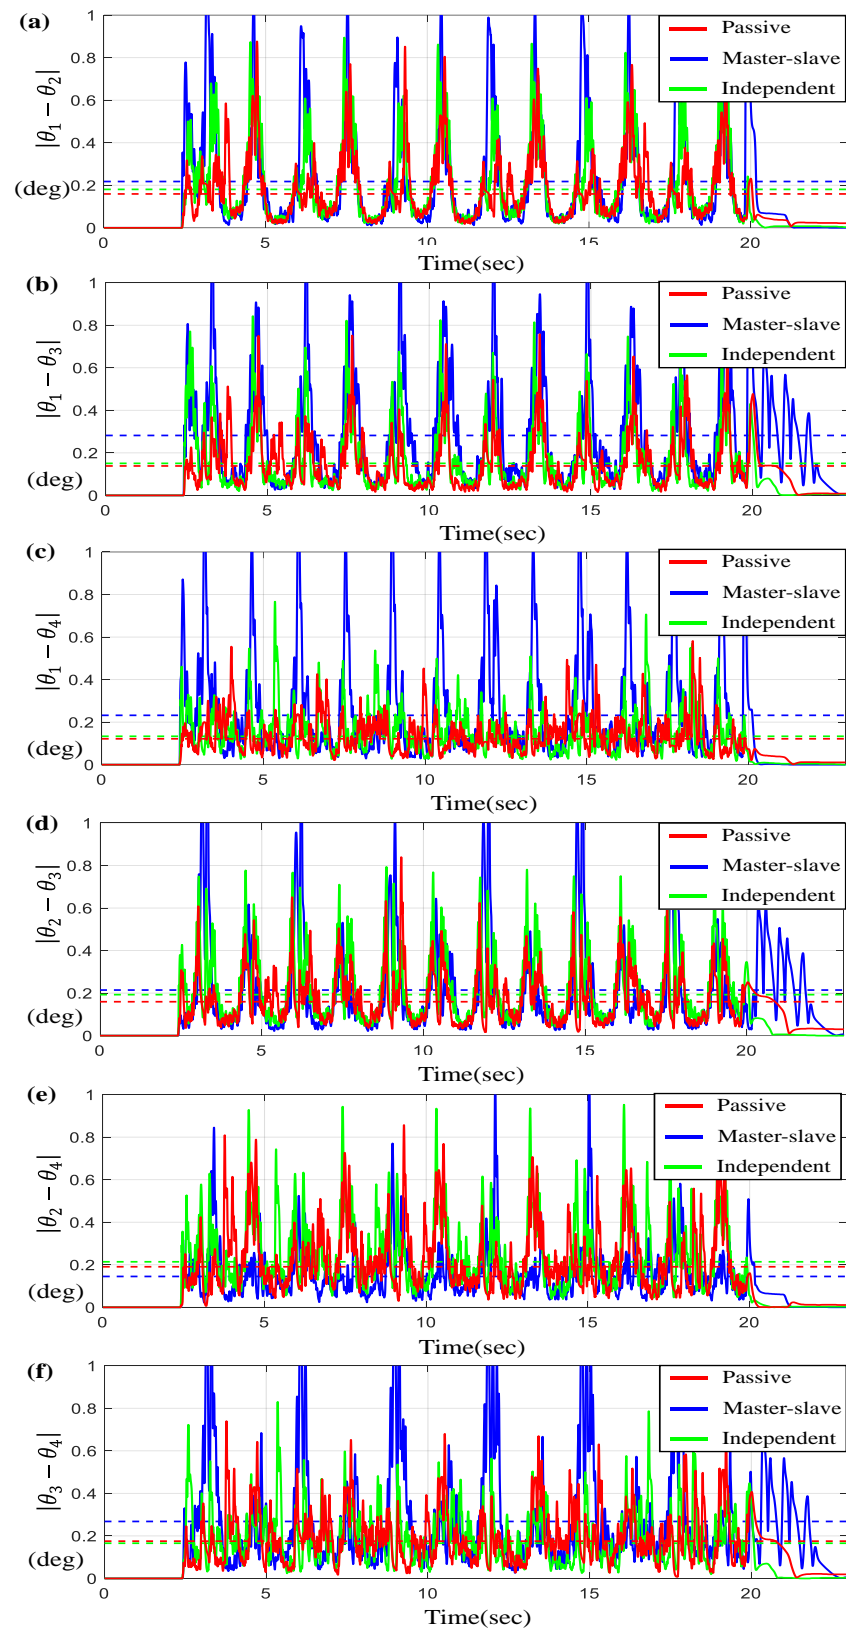 (a)
|θ1 − θ2|
(deg)
1
0.8
0.6
0.4
0.2
0
0
5
10
15
20
Time(sec)
Passive
Master-slave
Independent
(b)
|θ1 − θ3|
(deg)
1
0.8
0.6
0.4
0.2
0
0
5
10
15
20
Time(sec)
Passive
Master-slave
Independent
(c)
|θ1 − θ4|
(deg)
1
0.8
0.6
0.4
0.2
0
0
5
10
15
20
Time(sec)
Passive
Master-slave
Independent
(d)
|θ2 − θ3|
(deg)
1
0.8
0.6
0.4
0.2
0
0
5
10
15
20
Time(sec)
Passive
Master-slave
Independent
(e)
|θ2 − θ4|
(deg)
1
0.8
0.6
0.4
0.2
0
0
5
10
15
20
Time(sec)
Passive
Master-slave
Independent
(f)
|θ3 − θ4|
(deg)
1
0.8
0.6
0.4
0.2
0
0
5
10
15
20
Time(sec)
Passive
Master-slave
Independent